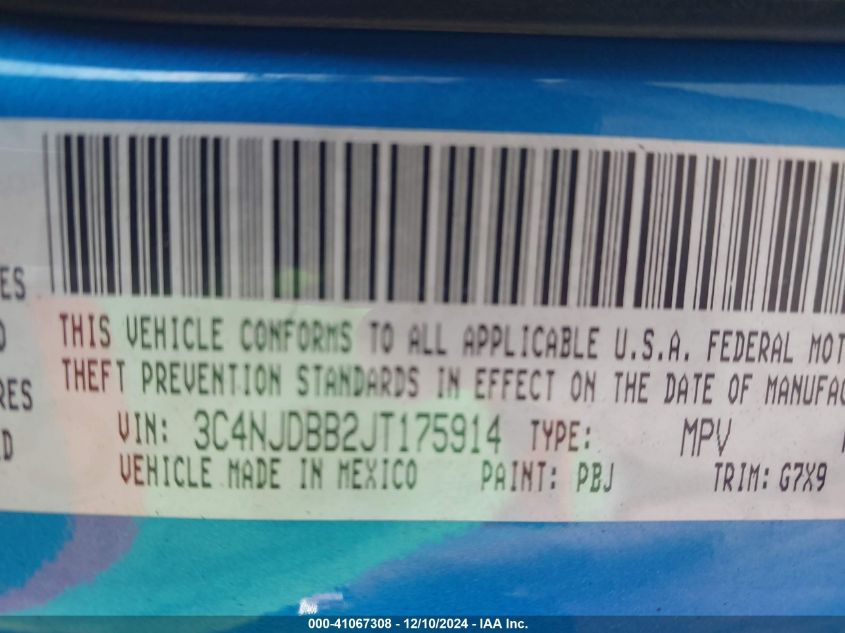 ES
THIS VEHICLE CONFORMS TO ALL APPLICABLE U.S.A. FEDERAL MOT
THEFT PREVENTION STANDARDS IN EFFECT ON THE DATE OF MANUFAC
RES
VIN: 3C4NJDBB2JT175914 TYPE: MPV
VEHICLE MADE IN MEXICO PAINT: PBJ TRIM: G7X9
000-41067308 - 12/10/2024 - IAA Inc.